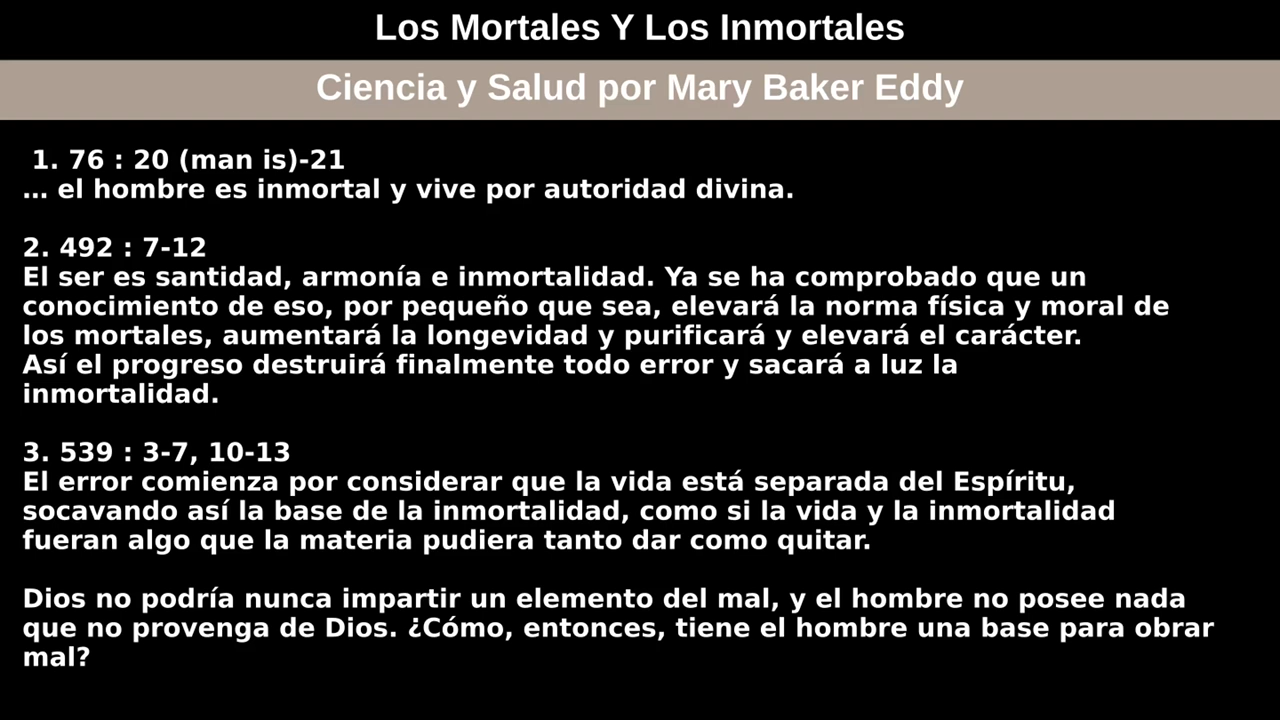 Los Mortales Y Los Inmortales
Ciencia y Salud por Mary Baker Eddy
1. 76 : 20 (man is)-21
… el hombre es inmortal y vive por autoridad divina.
2. 492 : 7-12
El ser es santidad, armonía e inmortalidad. Ya se ha comprobado que un
conocimiento de eso, por pequeño que sea, elevará la norma física y moral de
los mortales, aumentará la longevidad y purificará y elevará el carácter.
Así el progreso destruirá finalmente todo error y sacará a luz la
inmortalidad.
3. 539 : 3-7, 10-13
El error comienza por considerar que la vida está separada del Espíritu,
socavando así la base de la inmortalidad, como si la vida y la inmortalidad
fueran algo que la materia pudiera tanto dar como quitar.
Dios no podría nunca impartir un elemento del mal, y el hombre no posee nada
que no provenga de Dios. ¿Cómo, entonces, tiene el hombre una base para obrar
mal?